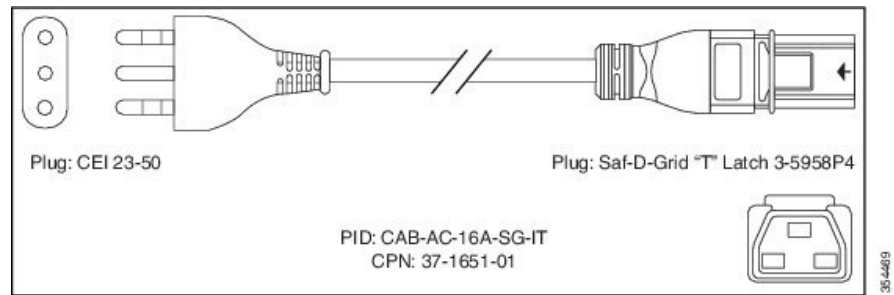 Plug: CEI 23-50
Plug: Saf-D-Grid “T” Latch 3-5958P4
PID: CAB-AC-16A-SG-IT
CPN: 37-1651-01
354469